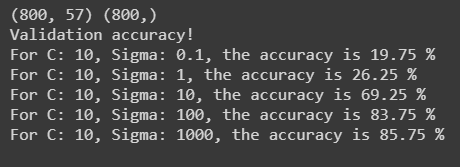 (800, 57) (800,)
Validation accuracy!
For C: 10, Sigma: 0.1, the accuracy is 19.75 %
For C: 10, Sigma: 1, the accuracy is 26.25 %
For C: 10, Sigma: 10, the accuracy is 69.25 %
For C: 10, Sigma: 100, the accuracy is 83.75 %
For C: 10, Sigma: 1000, the accuracy is 85.75 %